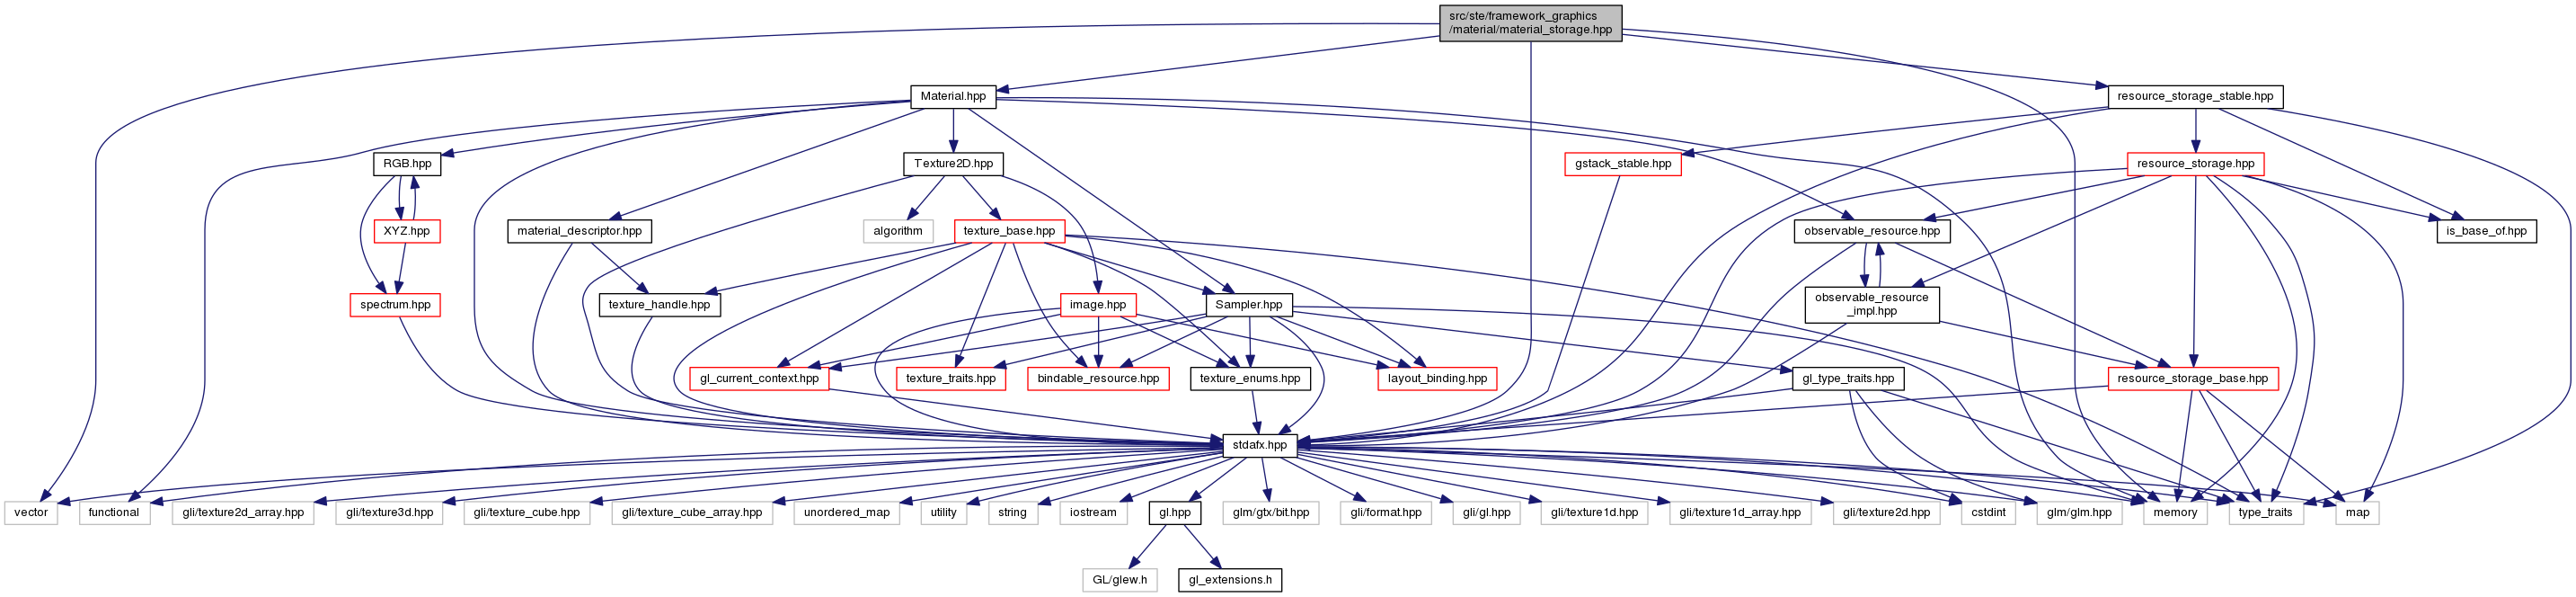 src/ste/framework_graphics
/material/material_storage.hpp
Material.hpp
resource_storage_stable.hpp
RGB.hpp
Texture2D.hpp
gstack_stable.hpp
resource_storage.hpp
XYZ.hpp
material_descriptor.hpp
algorithm
texture_base.hpp
observable_resource.hpp
is_base_of.hpp
spectrum.hpp
texture_handle.hpp
image.hpp
Sampler.hpp
observable_resource
_impl.hpp
gl_current_context.hpp
texture_traits.hpp
bindable_resource.hpp
texture_enums.hpp
layout_binding.hpp
gl_type_traits.hpp
resource_storage_base.hpp
stdafx.hpp
vector
functional
gli/texture2d_array.hpp
gli/texture3d.hpp
gli/texture_cube.hpp
gli/texture_cube_array.hpp
unordered_map
utility
string
iostream
gl.hpp
glm/gtx/bit.hpp
gli/format.hpp
gli/gl.hpp
gli/texture1d.hpp
gli/texture1d_array.hpp
gli/texture2d.hpp
cstdint
glm/glm.hpp
memory
type_traits
map
GL/glew.h
gl_extensions.h